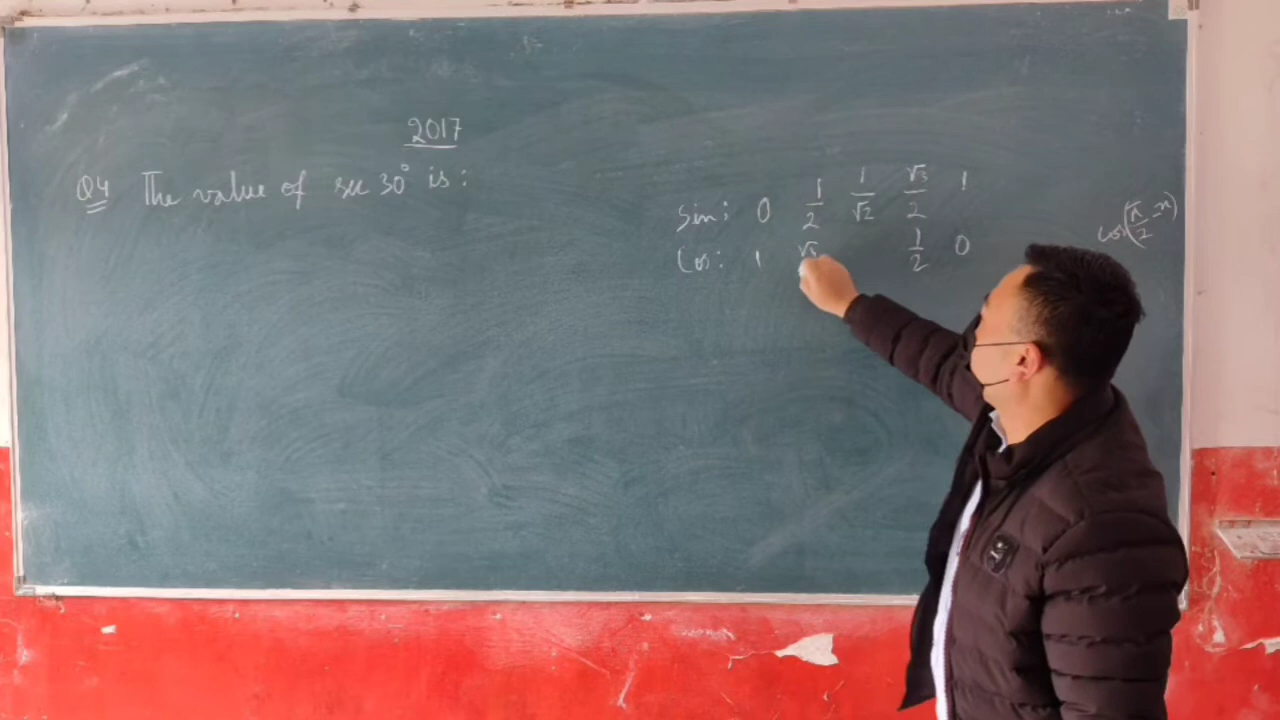 2017
Q4 The value of sec 30° is:
sin: 0 1/2 1/√2 √3/2 1
Cos: 1 √3 1/2 0
cos(π/2 - x)